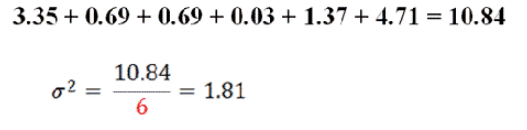 3.35 + 0.69 + 0.69 + 0.03 + 1.37 + 4.71 = 10.84
σ² = 10.84/6 = 1.81